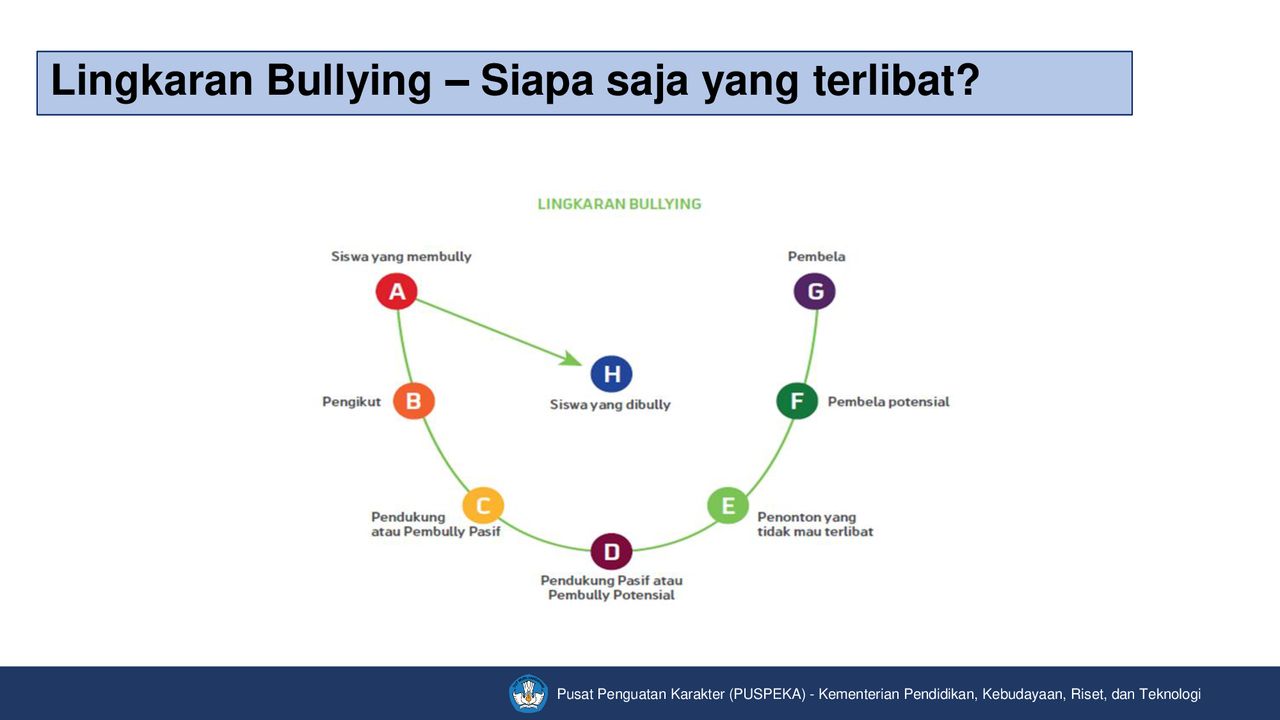 Lingkaran Bullying – Siapa saja yang terlibat?
LINGKARAN BULLYING
Siswa yang membully
A
Pembela
G
H
Siswa yang dibully
Pengikut
B
F
Pembela potensial
C
Pendukung
atau Pembully Pasif
E
Penonton yang
tidak mau terlibat
D
Pendukung Pasif atau
Pembully Potensial
Pusat Penguatan Karakter (PUSPEKA) - Kementerian Pendidikan, Kebudayaan, Riset, dan Teknologi